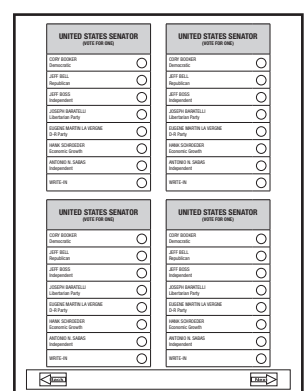 UNITED STATES SENATOR
(VOTE FOR ONE)
CORY BOOKER
Democratic
JEFF BELL
Republican
JEFF BOSS
Independent
JOSEPH BARATELLI
Libertarian Party
EUGENE MARTIN LA VERGNE
D-R Party
HANK SCHROEDER
Economic Growth
ANTONIO N. SABAS
Independent
WRITE-IN
UNITED STATES SENATOR
(VOTE FOR ONE)
CORY BOOKER
Democratic
JEFF BELL
Republican
JEFF BOSS
Independent
JOSEPH BARATELLI
Libertarian Party
EUGENE MARTIN LA VERGNE
D-R Party
HANK SCHROEDER
Economic Growth
ANTONIO N. SABAS
Independent
WRITE-IN
UNITED STATES SENATOR
(VOTE FOR ONE)
CORY BOOKER
Democratic
JEFF BELL
Republican
JEFF BOSS
Independent
JOSEPH BARATELLI
Libertarian Party
EUGENE MARTIN LA VERGNE
D-R Party
HANK SCHROEDER
Economic Growth
ANTONIO N. SABAS
Independent
WRITE-IN
UNITED STATES SENATOR
(VOTE FOR ONE)
CORY BOOKER
Democratic
JEFF BELL
Republican
JEFF BOSS
Independent
JOSEPH BARATELLI
Libertarian Party
EUGENE MARTIN LA VERGNE
D-R Party
HANK SCHROEDER
Economic Growth
ANTONIO N. SABAS
Independent
WRITE-IN
Back